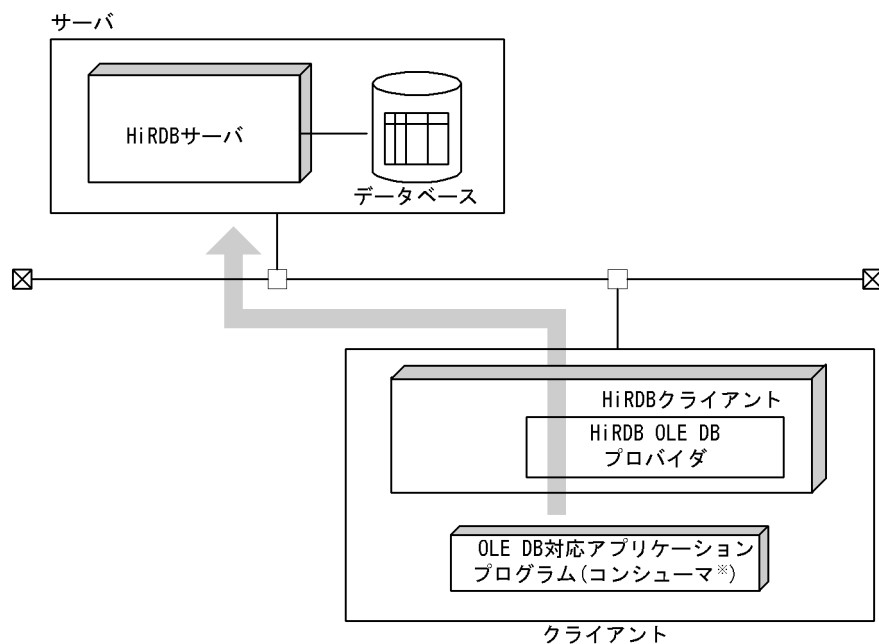 サーバ
HiRDBサーバ
データベース
HiRDBクライアント
HiRDB OLE DB
プロバイダ
OLE DB対応アプリケーション
プログラム(コンシューマ※)
クライアント